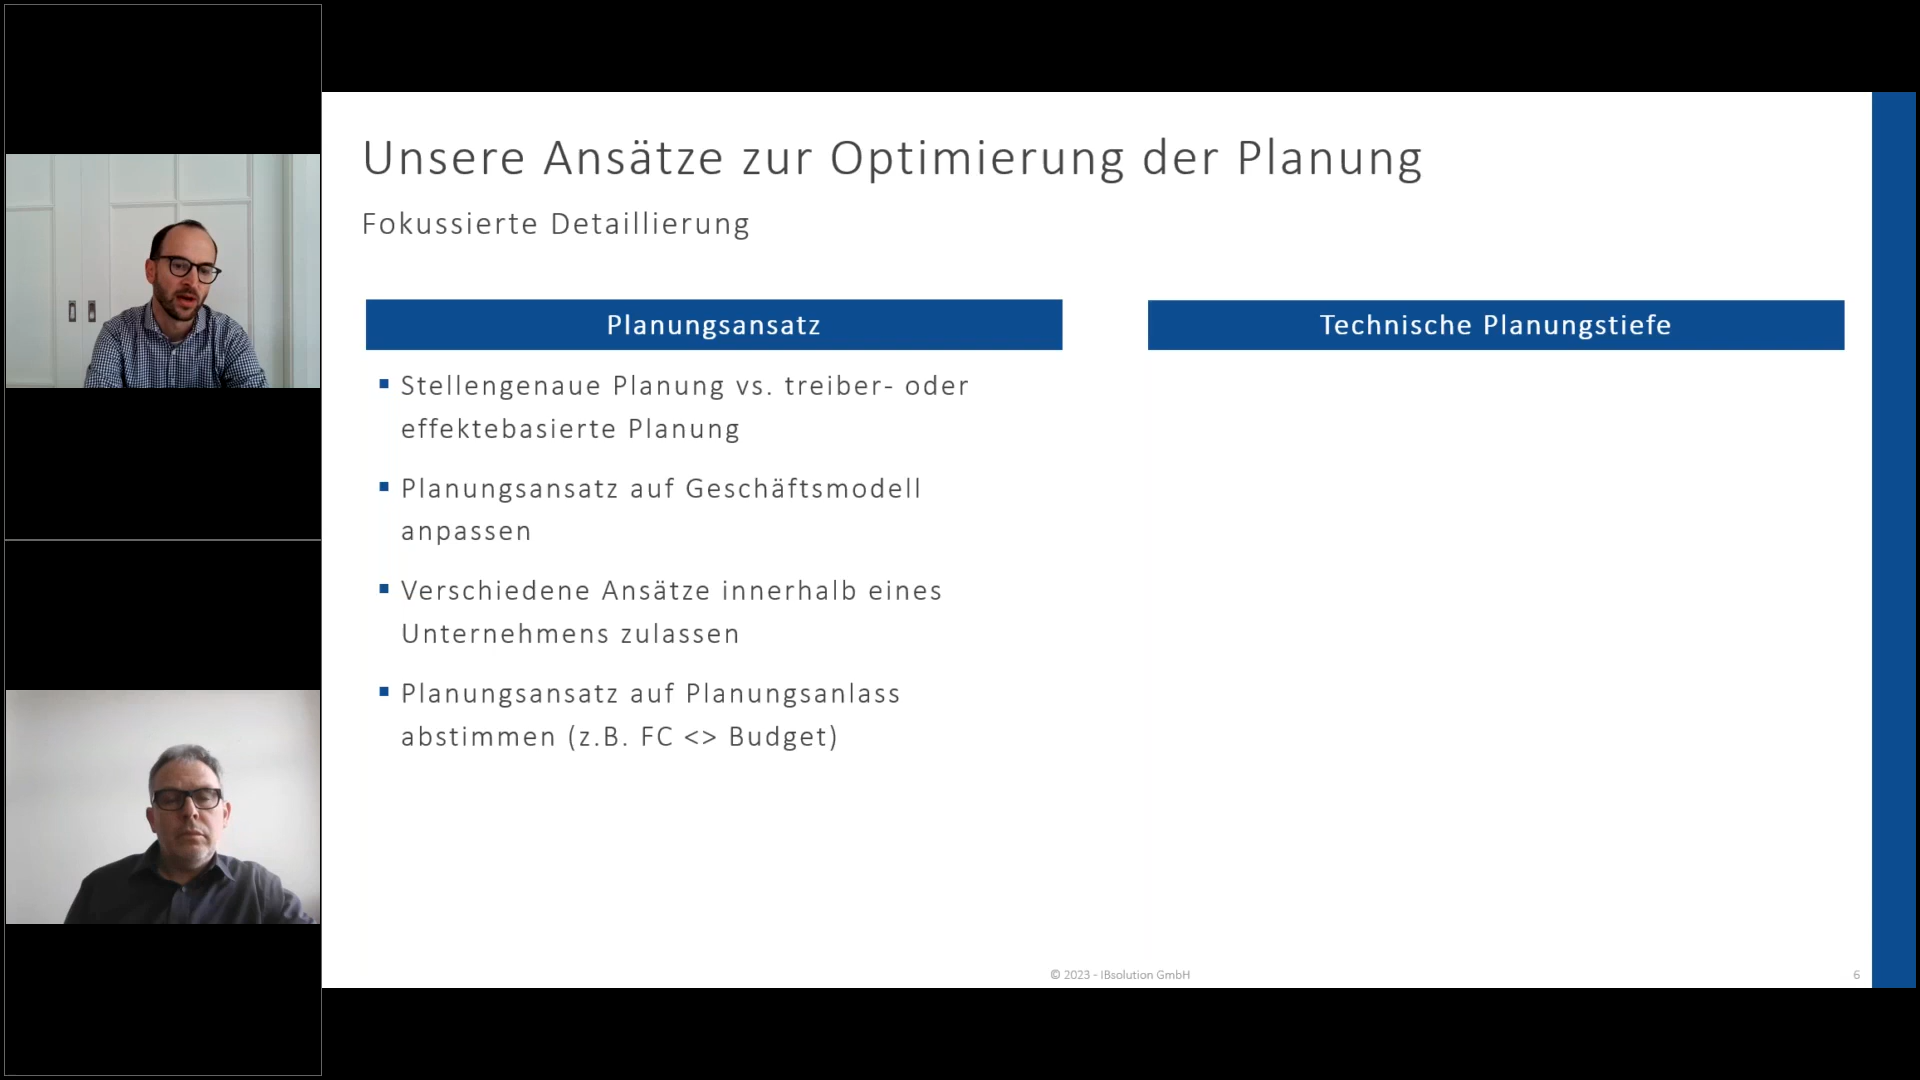 Unsere Ansätze zur Optimierung der Planung
Fokussierte Detaillierung
Planungsansatz
Stellengenaue Planung vs. treiber- oder
effektebasierte Planung
Planungsansatz auf Geschäftsmodell
anpassen
Verschiedene Ansätze innerhalb eines
Unternehmens zulassen
Planungsansatz auf Planungsanlass
abstimmen (z.B. FC <> Budget)
Technische Planungstiefe
© 2023 - IBsolution GmbH
6